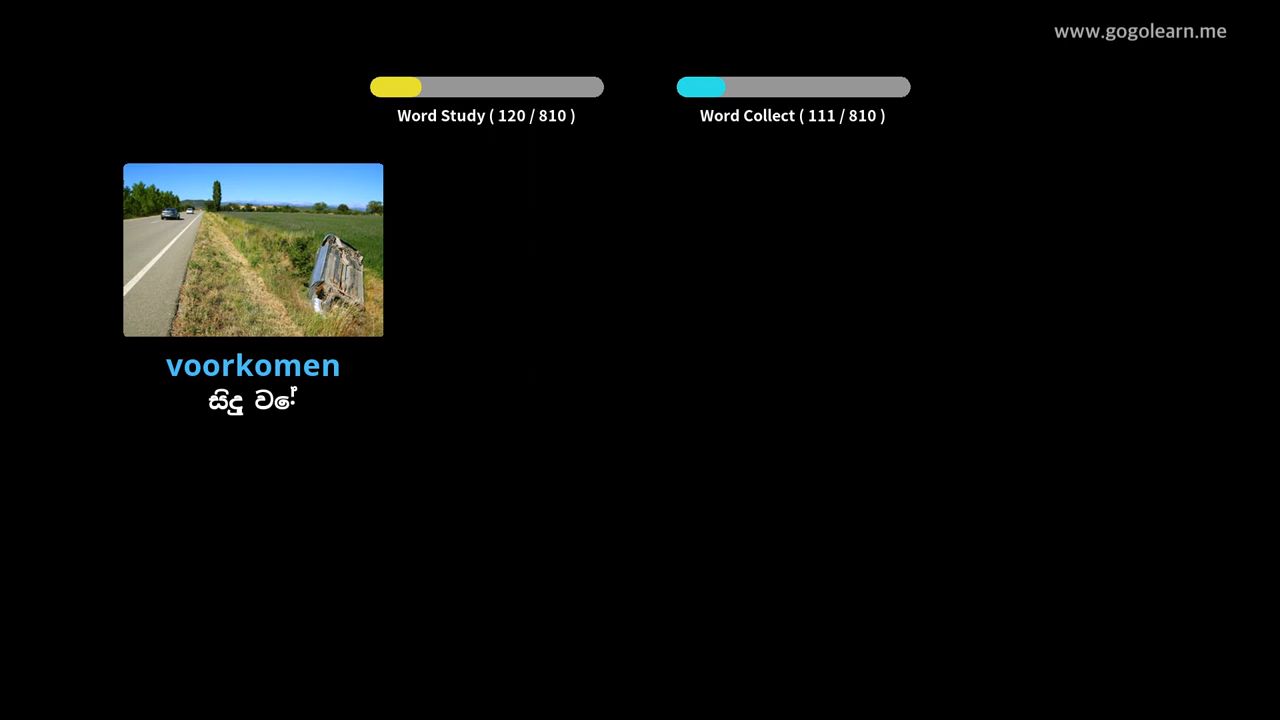 www.gogolearn.me
Word Study ( 120 / 810 )
Word Collect ( 111 / 810 )
voorkomen
සිදු වේ.